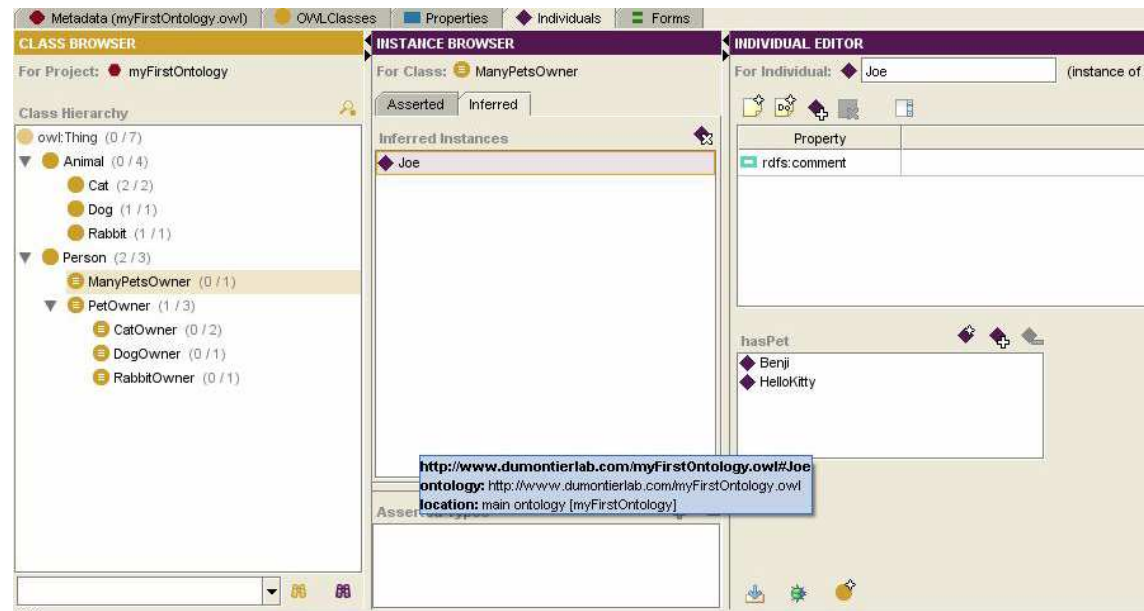 Metadata (myFirstOntology.owl) OWLClasses Properties Individuals Forms
CLASS BROWSER
For Project: myFirstOntology
Class Hierarchy
owl:Thing (0 / 7)
Animal (0 / 4)
Cat (2 / 2)
Dog (1 / 1)
Rabbit (1 / 1)
Person (2 / 3)
ManyPetsOwner (0 / 1)
PetOwner (1 / 3)
CatOwner (0 / 2)
DogOwner (0 / 1)
RabbitOwner (0 / 1)
INSTANCE BROWSER
For Class: ManyPetsOwner
Asserted Inferred
Inferred Instances
Joe
http://www.dumontierlab.com/myFirstOntology.owl#Joe
ontology: http://www.dumontierlab.com/myFirstOntology.owl
location: main ontology [myFirstOntology]
INDIVIDUAL EDITOR
For Individual: Joe (instance of
Property
rdfs:comment
hasPet
Benji
HelloKitty